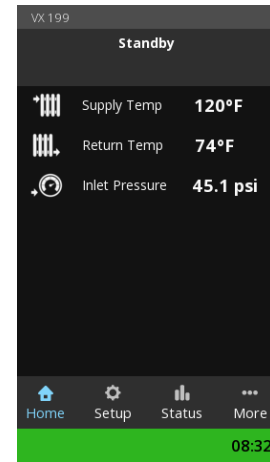 VX 199
Standby
Supply Temp 120°F
Return Temp 74°F
Inlet Pressure 45.1 psi
Home Setup Status More
08:32